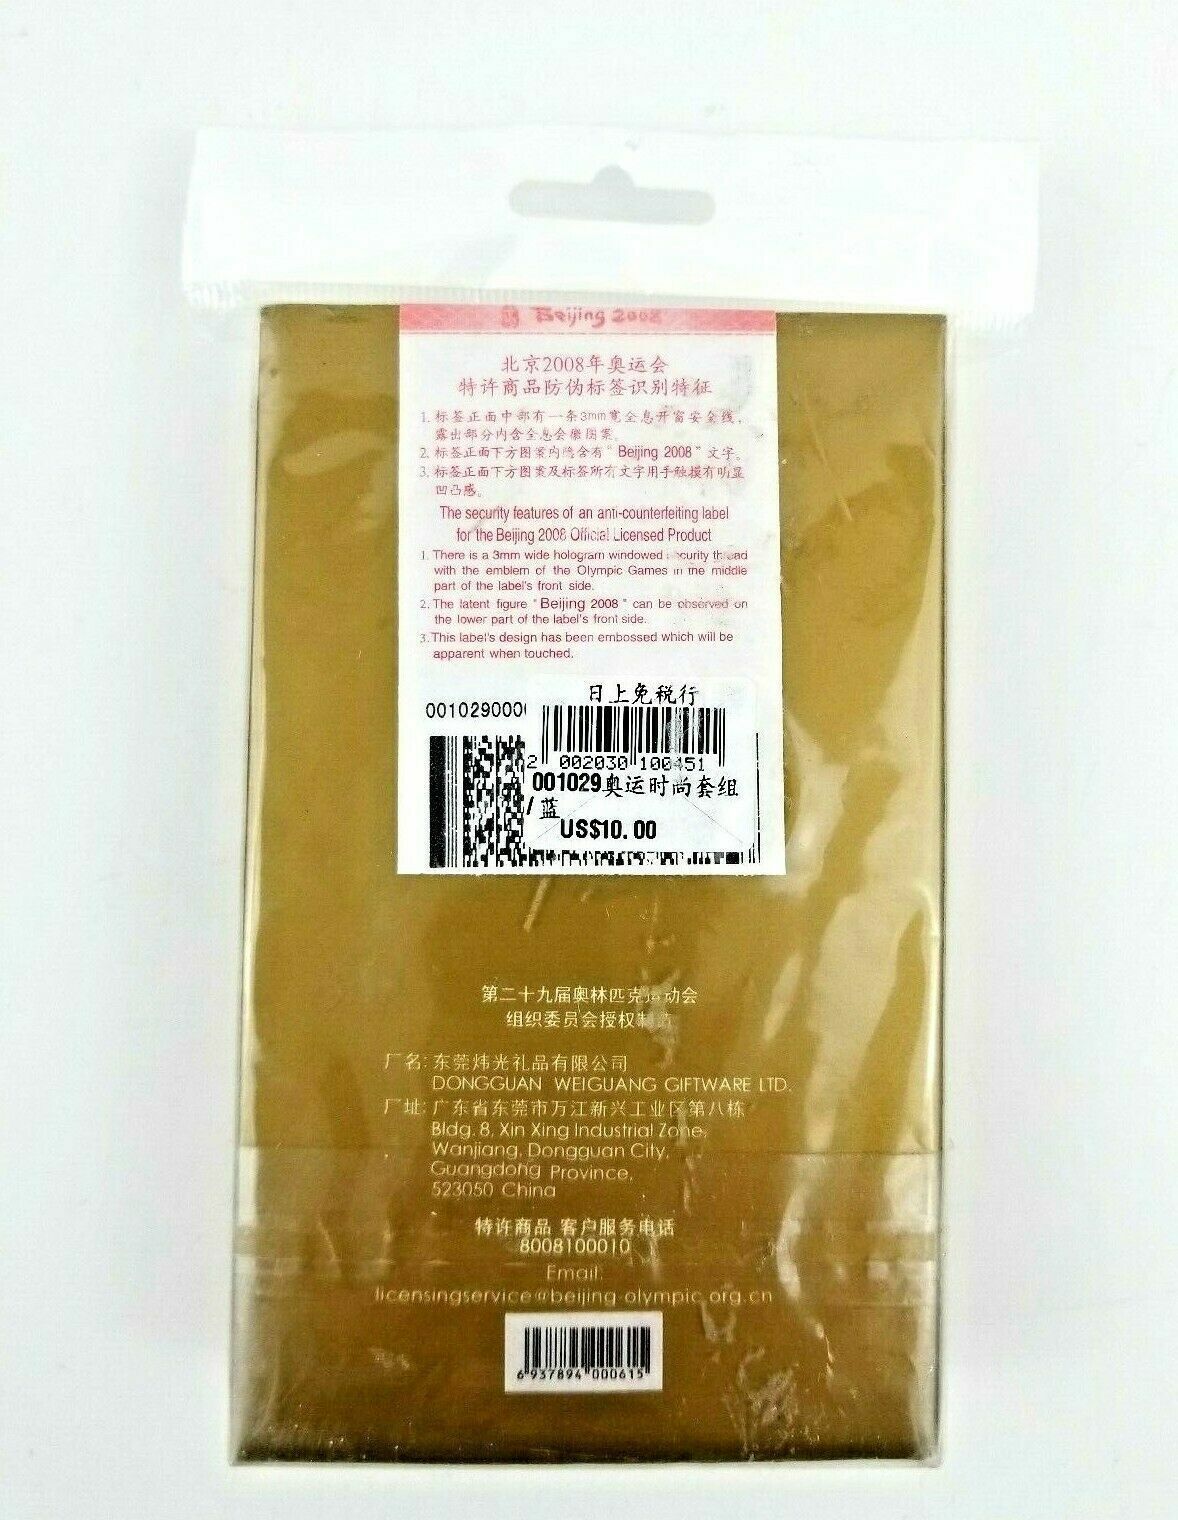 Beijing 2008
北京2008年奥运会
特许商品防伪标签识别特征
1. 标签正面中部有一条3mm宽全息开窗安全线，
露出部分内含全息会徽图案。
2. 标签正面下方图案内隐含有"Beijing 2008"文字。
3. 标签正面下方图案及标签所有文字用手触摸有明显
凹凸感。
The security features of an anti-counterfeiting label
for the Beijing 2008 Official Licensed Product
1. There is a 3mm wide hologram windowed security thread
with the emblem of the Olympic Games in the middle
part of the label's front side.
2. The latent figure "Beijing 2008" can be observed on
the lower part of the label's front side.
3. This label's design has been embossed which will be
apparent when touched.
日上免税行
001029000
2 002030 100451
001029奥运时尚套组
/蓝
US$10.00
第二十九届奥林匹克运动会
组织委员会授权制造
厂名: 东莞炜光礼品有限公司
DONGGUAN WEIGUANG GIFTWARE LTD.
厂址: 广东省东莞市万江新兴工业区第八栋
Bldg. 8, Xin Xing Industrial Zone,
Wanjiang, Dongguan City,
Guangdong Province,
523050 China
特许商品 客户服务电话
8008100010
Email:
licensingservice@beijing-olympic.org.cn
6 937894 000615